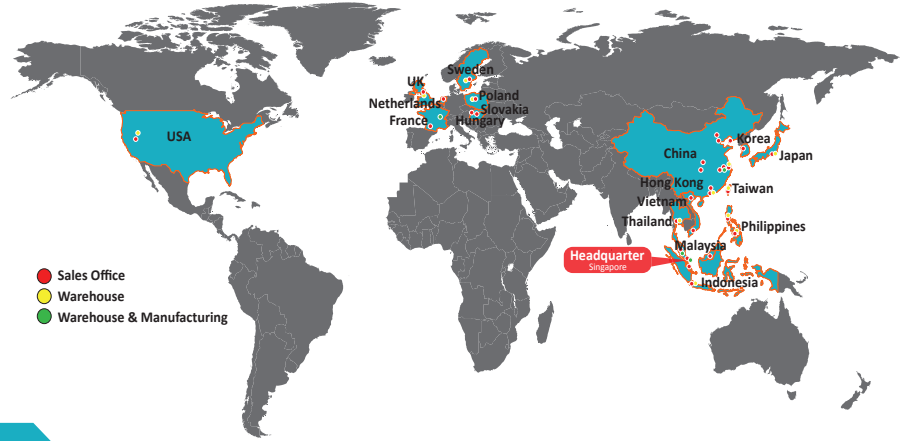 Sweden
UK
Poland
Netherlands
Slovakia
France
Hungary
USA
Korea
China
Japan
Hong Kong
Taiwan
Vietnam
Thailand
Philippines
Malaysia
Headquarter
Singapore
Indonesia
Sales Office
Warehouse
Warehouse & Manufacturing